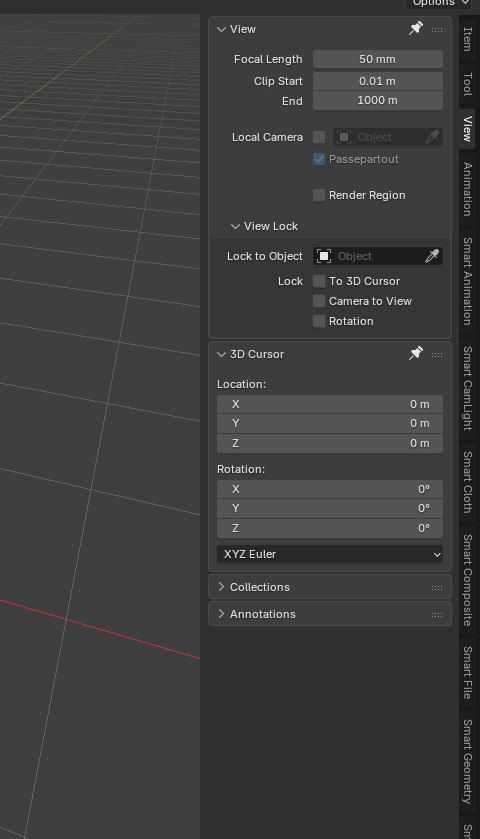 Options
View
Focal Length 50 mm
Clip Start 0.01 m
End 1000 m
Local Camera Object
Passepartout
Render Region
View Lock
Lock to Object Object
Lock To 3D Cursor
Camera to View
Rotation
3D Cursor
Location:
X 0 m
Y 0 m
Z 0 m
Rotation:
X 0°
Y 0°
Z 0°
XYZ Euler
Collections
Annotations
Item
Tool
View
Animation
Smart Animation
Smart CamLight
Smart Cloth
Smart Composite
Smart File
Smart Geometry